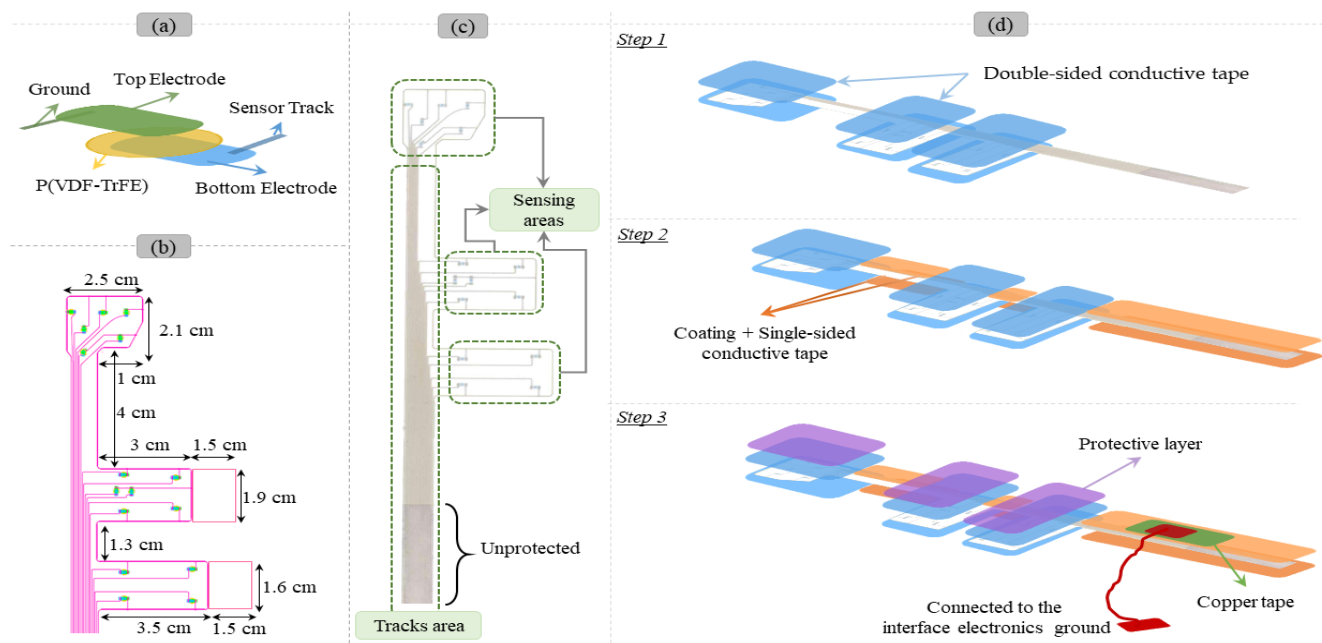 (a)
Ground
Top Electrode
Sensor Track
P(VDF-TrFE)
Bottom Electrode
(b)
2.5 cm
2.1 cm
1 cm
4 cm
3 cm
1.5 cm
1.9 cm
1.3 cm
1.6 cm
3.5 cm
1.5 cm
(c)
Sensing
areas
Unprotected
Tracks area
(d)
Step 1
Double-sided conductive tape
Step 2
Coating + Single-sided
conductive tape
Step 3
Protective layer
Copper tape
Connected to the
interface electronics ground